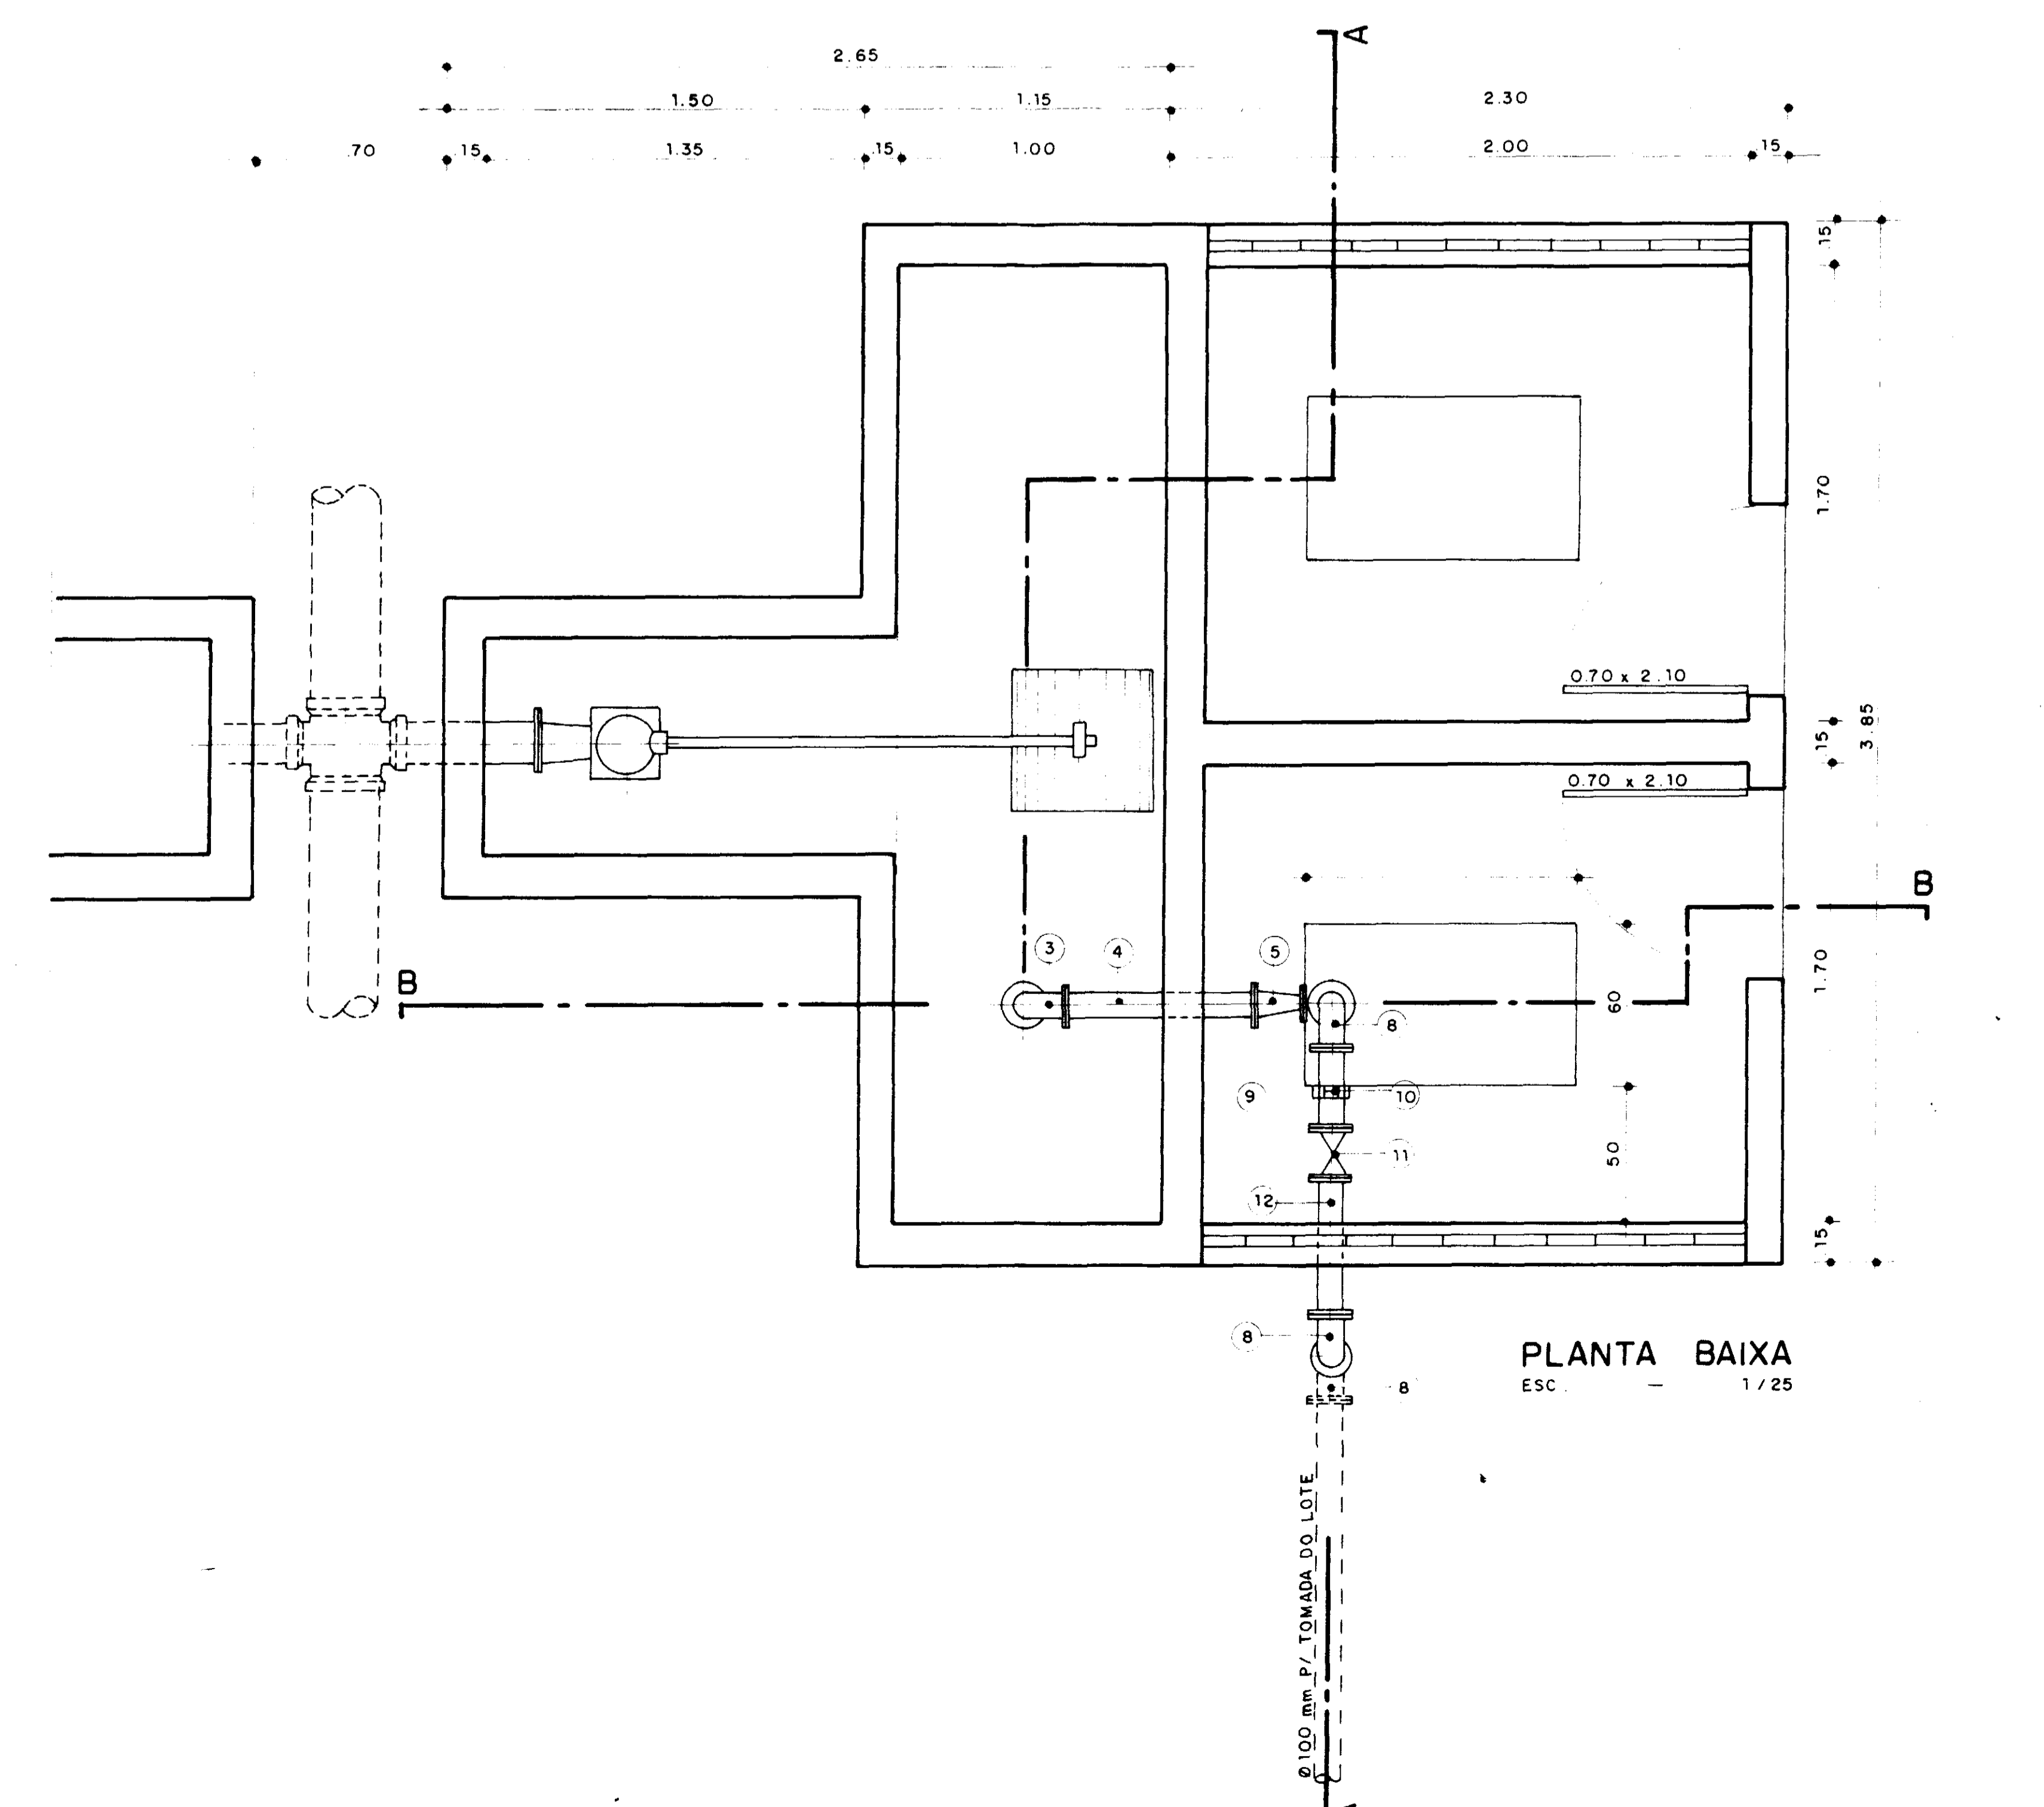 A
2.65
1.50 1.15 2.30
.70 .15 1.35 .15 1.00 2.00 .15
.15
1.70
0.70 x 2.10
.15
3.85
0.70 x 2.10
B
3 4 5
1.70
B
60
8
9 10
50
11
12
.15
8
PLANTA BAIXA
8
ESC. — 1/25
Ø 100 mm P/ TOMADA DO LOTE